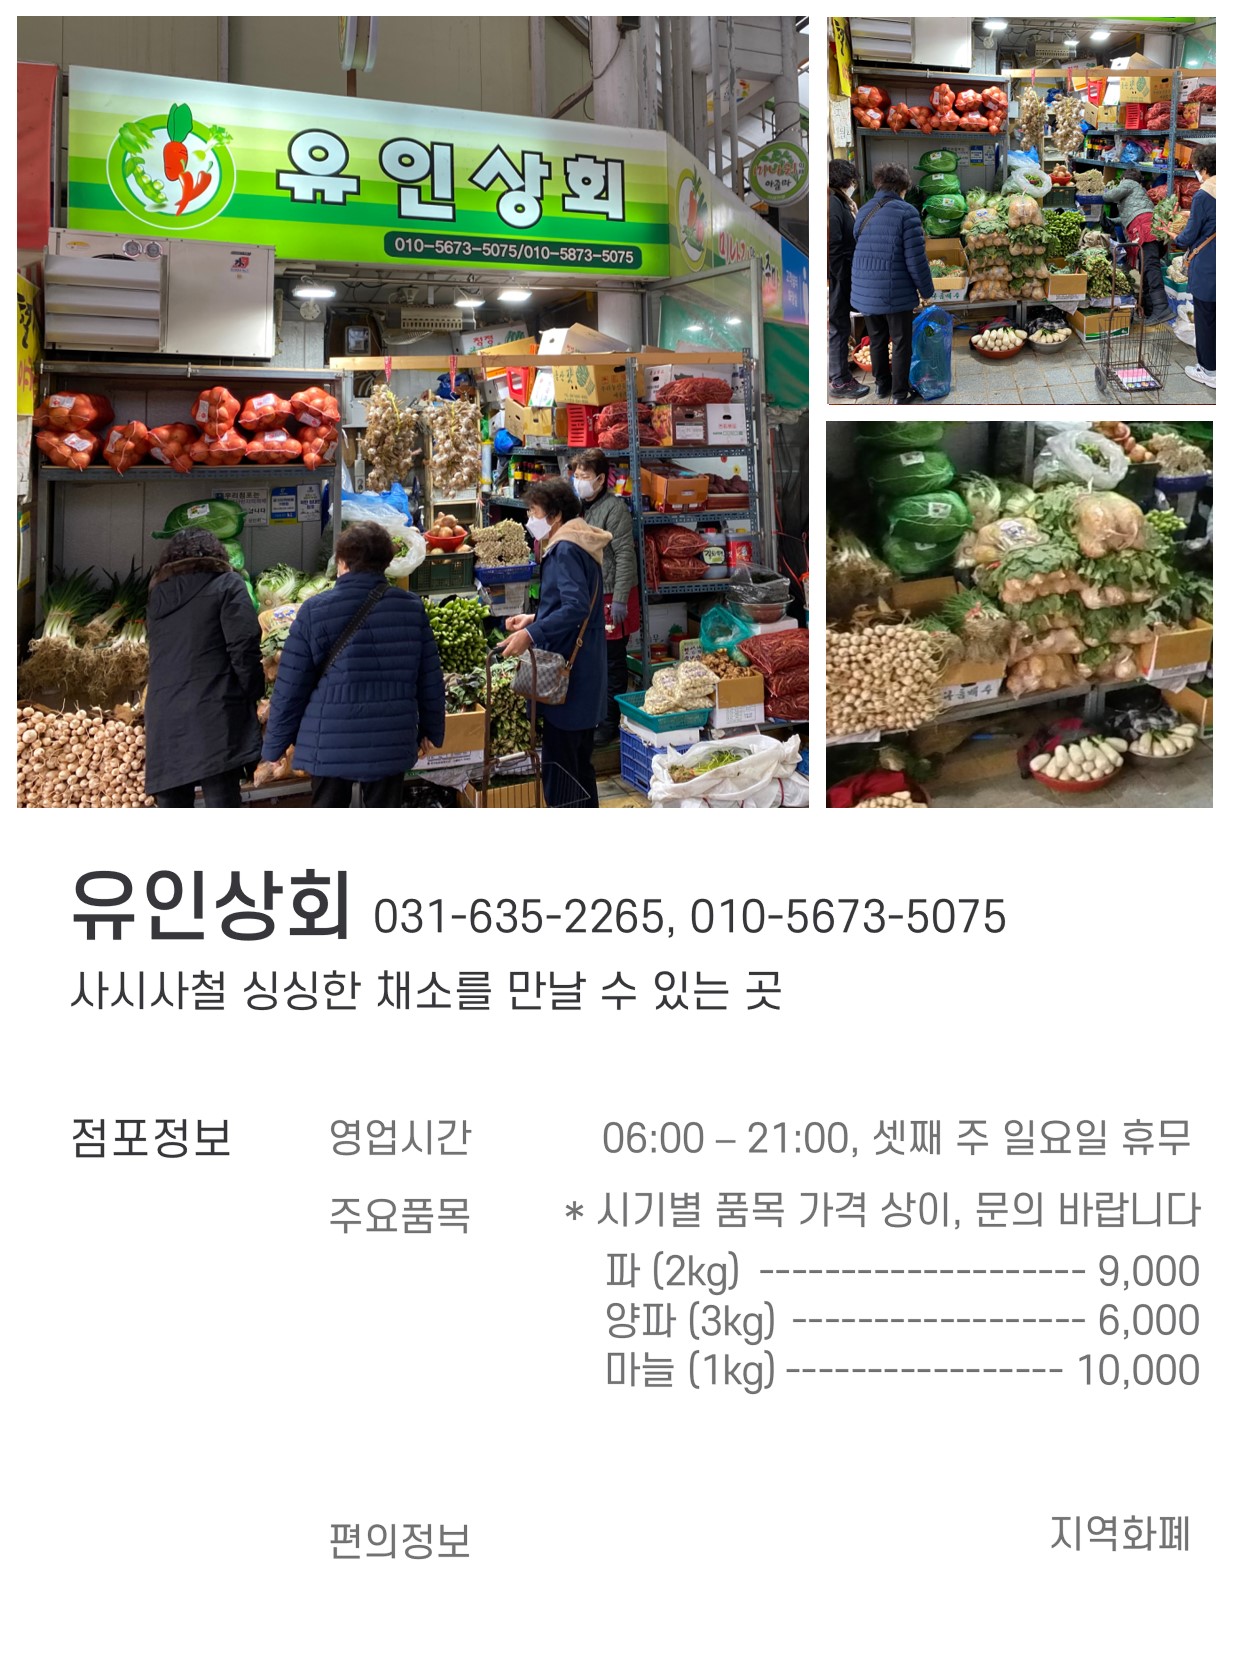 유인상회
010-5673-5075/010-5873-5075
유인상회 031-635-2265, 010-5673-5075
사시사철 싱싱한 채소를 만날 수 있는 곳
점포정보 영업시간 06:00 – 21:00, 셋째 주 일요일 휴무
주요품목 * 시기별 품목 가격 상이, 문의 바랍니다
파 (2kg) -------------------- 9,000
양파 (3kg) ------------------ 6,000
마늘 (1kg) ----------------- 10,000
편의정보 지역화폐